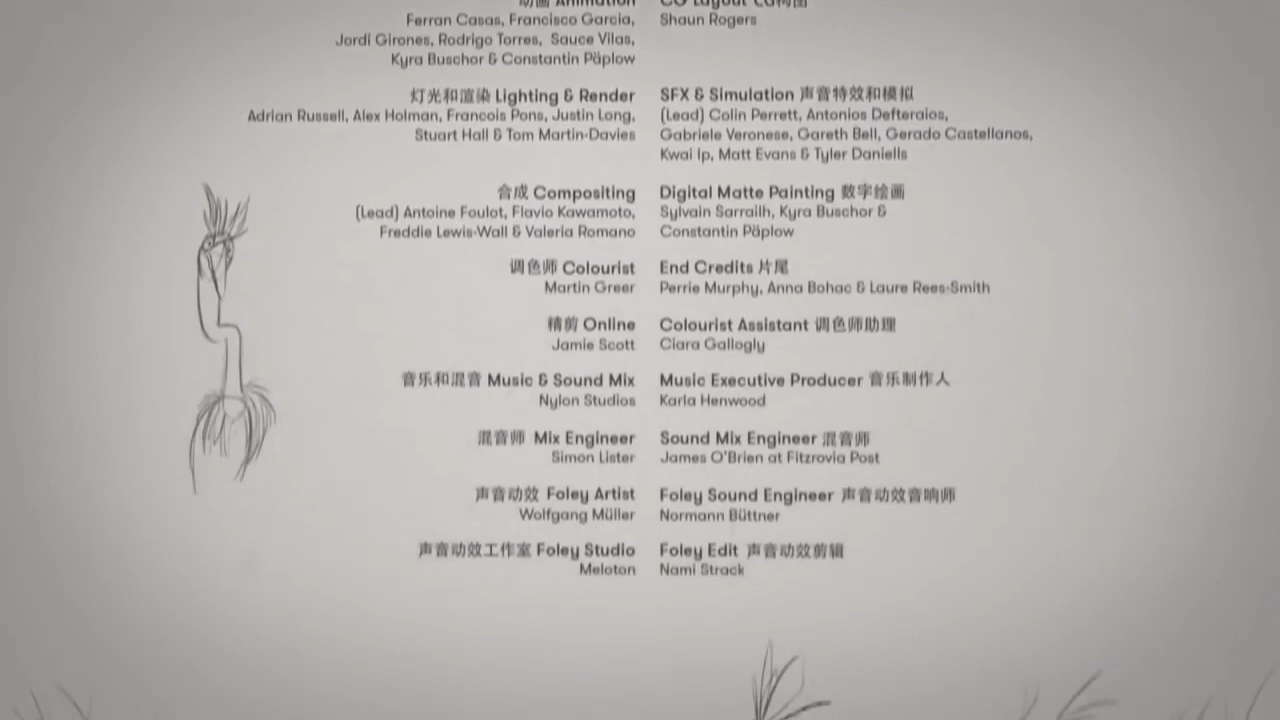 动画 Animation
Ferran Casas, Francisco Garcia,
Jordi Girones, Rodrigo Torres, Sauce Vilas,
Kyra Buschor & Constantin Päplow
CG Layout CG构图
Shaun Rogers
灯光和渲染 Lighting & Render
Adrian Russell, Alex Holman, Francois Pons, Justin Long,
Stuart Hall & Tom Martin-Davies
SFX & Simulation 声音特效和模拟
(Lead) Colin Perrett, Antonios Defteraios,
Gabriele Veronese, Gareth Bell, Gerado Castellanos,
Kwai Ip, Matt Evans & Tyler Daniells
合成 Compositing
(Lead) Antoine Foulot, Flavio Kawamoto,
Freddie Lewis-Wall & Valeria Romano
Digital Matte Painting 数字绘画
Sylvain Sarrailh, Kyra Buschor &
Constantin Päplow
调色师 Colourist
Martin Greer
End Credits 片尾
Perrie Murphy, Anna Bohac & Laure Rees-Smith
精剪 Online
Jamie Scott
Colourist Assistant 调色师助理
Ciara Gallogly
音乐和混音 Music & Sound Mix
Nylon Studios
Music Executive Producer 音乐制作人
Karla Henwood
混音师 Mix Engineer
Simon Lister
Sound Mix Engineer 混音师
James O'Brien at Fitzrovia Post
声音动效 Foley Artist
Wolfgang Müller
Foley Sound Engineer 声音动效音响师
Normann Büttner
声音动效工作室 Foley Studio
Meloton
Foley Edit 声音动效剪辑
Nami Strack